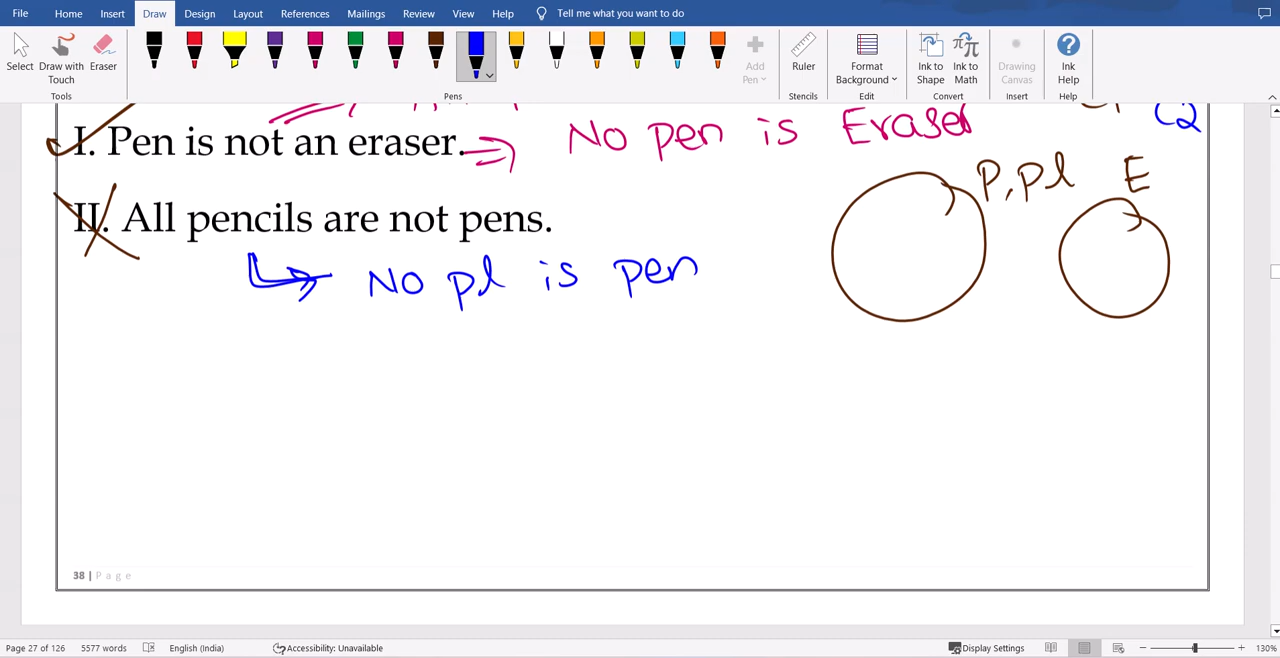 File Home Insert Draw Design Layout References Mailings Review View Help Tell me what you want to do
Select Draw with Touch Eraser Add Pen Ruler Format Background Ink to Shape Ink to Math Drawing Canvas Ink Help
Tools Pens Stencils Edit Convert Insert Help
I. Pen is not an eraser. No pen is Eraser
C2
P, Pl E
II. All pencils are not pens.
No pl is pen
38 | Page
Page 27 of 126 5577 words English (India) Accessibility: Unavailable Display Settings 130%